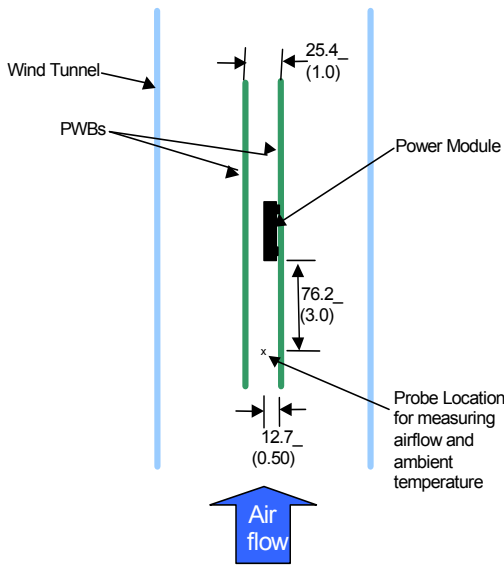 25.4_
(1.0)
Wind Tunnel
PWBs
Power Module
76.2_
(3.0)
x
Probe Location
for measuring
airflow and
ambient
temperature
12.7_
(0.50)
Air
flow